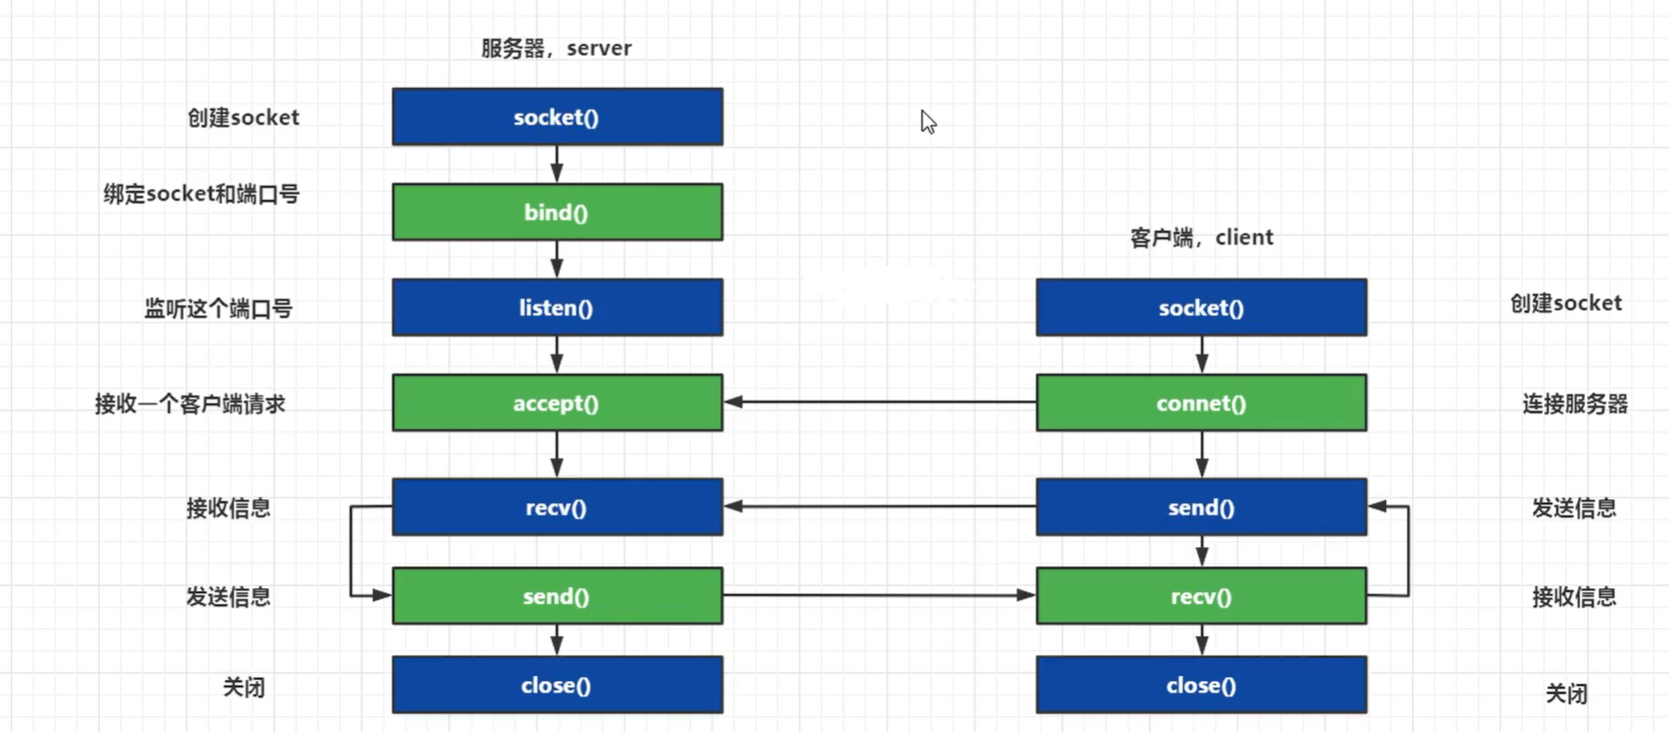 服务器，server
创建socket
socket()
绑定socket和端口号
bind()
监听这个端口号
listen()
接收一个客户端请求
accept()
接收信息
recv()
发送信息
send()
关闭
close()
客户端，client
socket()
创建socket
connet()
连接服务器
send()
发送信息
recv()
接收信息
close()
关闭